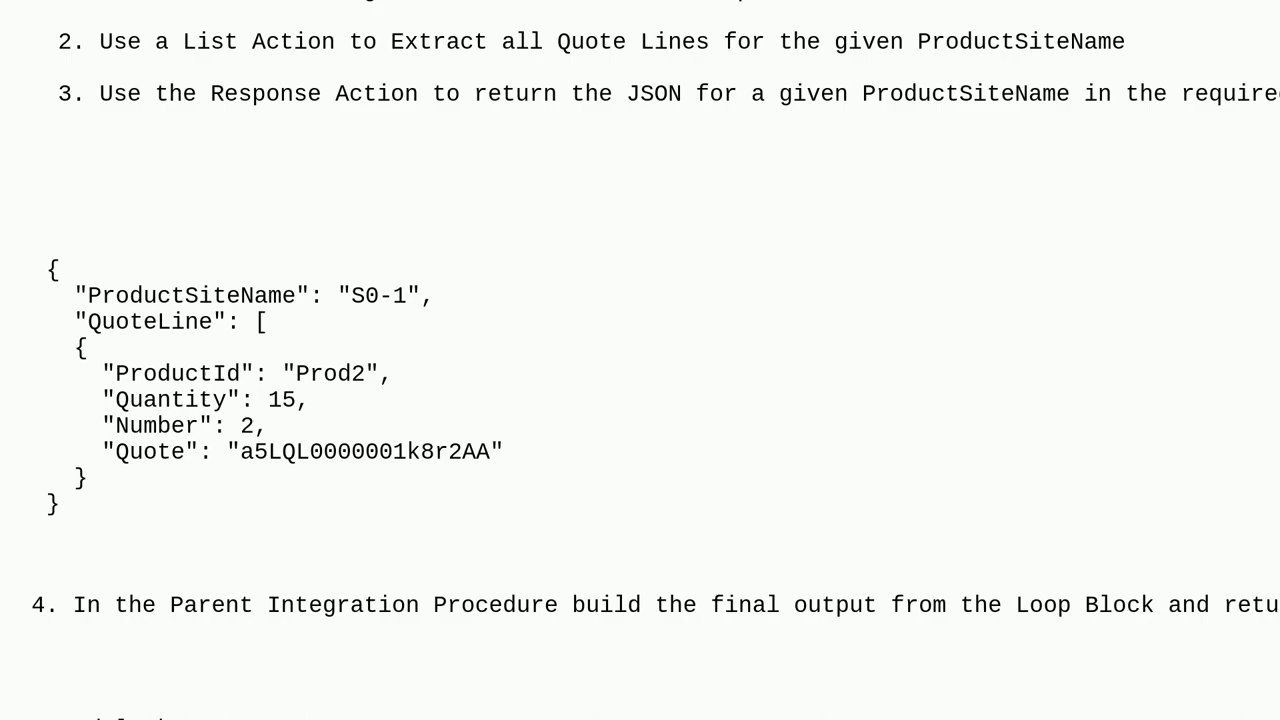 2. Use a List Action to Extract all Quote Lines for the given ProductSiteName
3. Use the Response Action to return the JSON for a given ProductSiteName in the
{
"ProductSiteName": "S0-1",
"QuoteLine": [
{
"ProductId": "Prod2",
"Quantity": 15,
"Number": 2,
"Quote": "a5LQL0000001k8r2AA"
}
}
4. In the Parent Integration Procedure build the final output from the Loop Block and